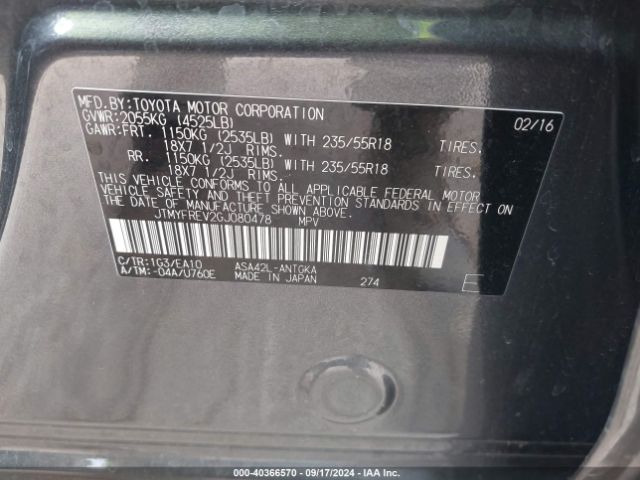 MFD.BY:TOYOTA MOTOR CORPORATION 02/16
GVWR:2055KG (4525LB)
GAWR:FRT. 1150KG (2535LB) WITH 235/55R18 TIRES.
18X7 1/2J RIMS.
RR. 1150KG (2535LB) WITH 235/55R18 TIRES.
18X7 1/2J RIMS.
THIS VEHICLE CONFORMS TO ALL APPLICABLE FEDERAL MOTOR
VEHICLE SAFETY AND THEFT PREVENTION STANDARDS IN EFFECT ON
THE DATE OF MANUFACTURE SHOWN ABOVE.
JTMYFREV2GJ080478 MPV
C/TR:1G3/EA10 ASA42L-ANTGKA
A/TM:-04A/U760E MADE IN JAPAN 274 E
000-40366570 - 09/17/2024 - IAA Inc.